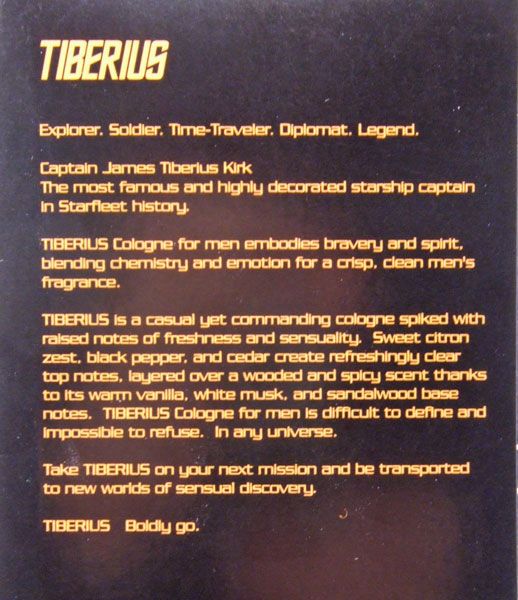 TIBERIUS
Explorer. Soldier. Time-Traveler. Diplomat. Legend.
Captain James Tiberius Kirk
The most famous and highly decorated starship captain
in Starfleet history.
TIBERIUS Cologne for men embodies bravery and spirit,
blending chemistry and emotion for a crisp, clean men's
fragrance.
TIBERIUS is a casual yet commanding cologne spiked with
raised notes of freshness and sensuality. Sweet citron
zest, black pepper, and cedar create refreshingly clear
top notes, layered over a wooded and spicy scent thanks
to its warm vanilla, white musk, and sandalwood base
notes. TIBERIUS Cologne for men is difficult to define and
impossible to refuse. In any universe.
Take TIBERIUS on your next mission and be transported
to new worlds of sensual discovery.
TIBERIUS Boldly go.